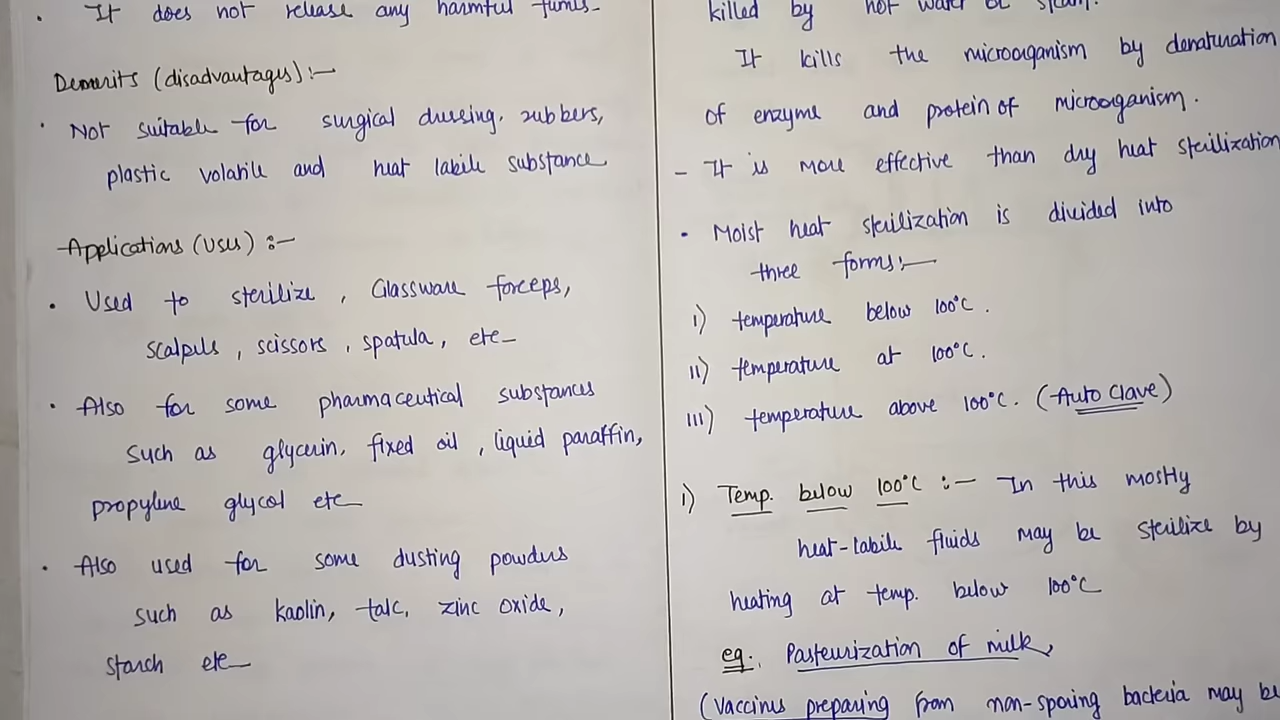 . It does not release any harmful fumes-
Demerits (disadvantages) :-
. Not suitable for surgical dressing, rubbers,
plastic volatile and heat labile substance
Applications (uses) :-
. Used to sterilize, Glassware forceps,
scalpels, scissors, spatula, etc-
. Also for some pharmaceutical substances
such as glycerin, fixed oil, liquid paraffin,
propylene glycol etc
. Also used for some dusting powders
such as kaolin, talc, zinc oxide,
starch etc
killed by hot water or steam.
It kills the microorganism by denaturation
of enzyme and protein of microorganism.
- It is more effective than dry heat sterilization
. Moist heat sterilization is divided into
three forms:-
i) temperature below 100°C.
ii) temperature at 100°C.
iii) temperature above 100°C. (Auto Clave)
i) Temp. below 100°C :- In this mostly
heat-labile fluids may be sterilize by
heating at temp. below 100°C
eg:. Pasteurization of milk,
(Vaccines preparing from non-sporing bacteria may be